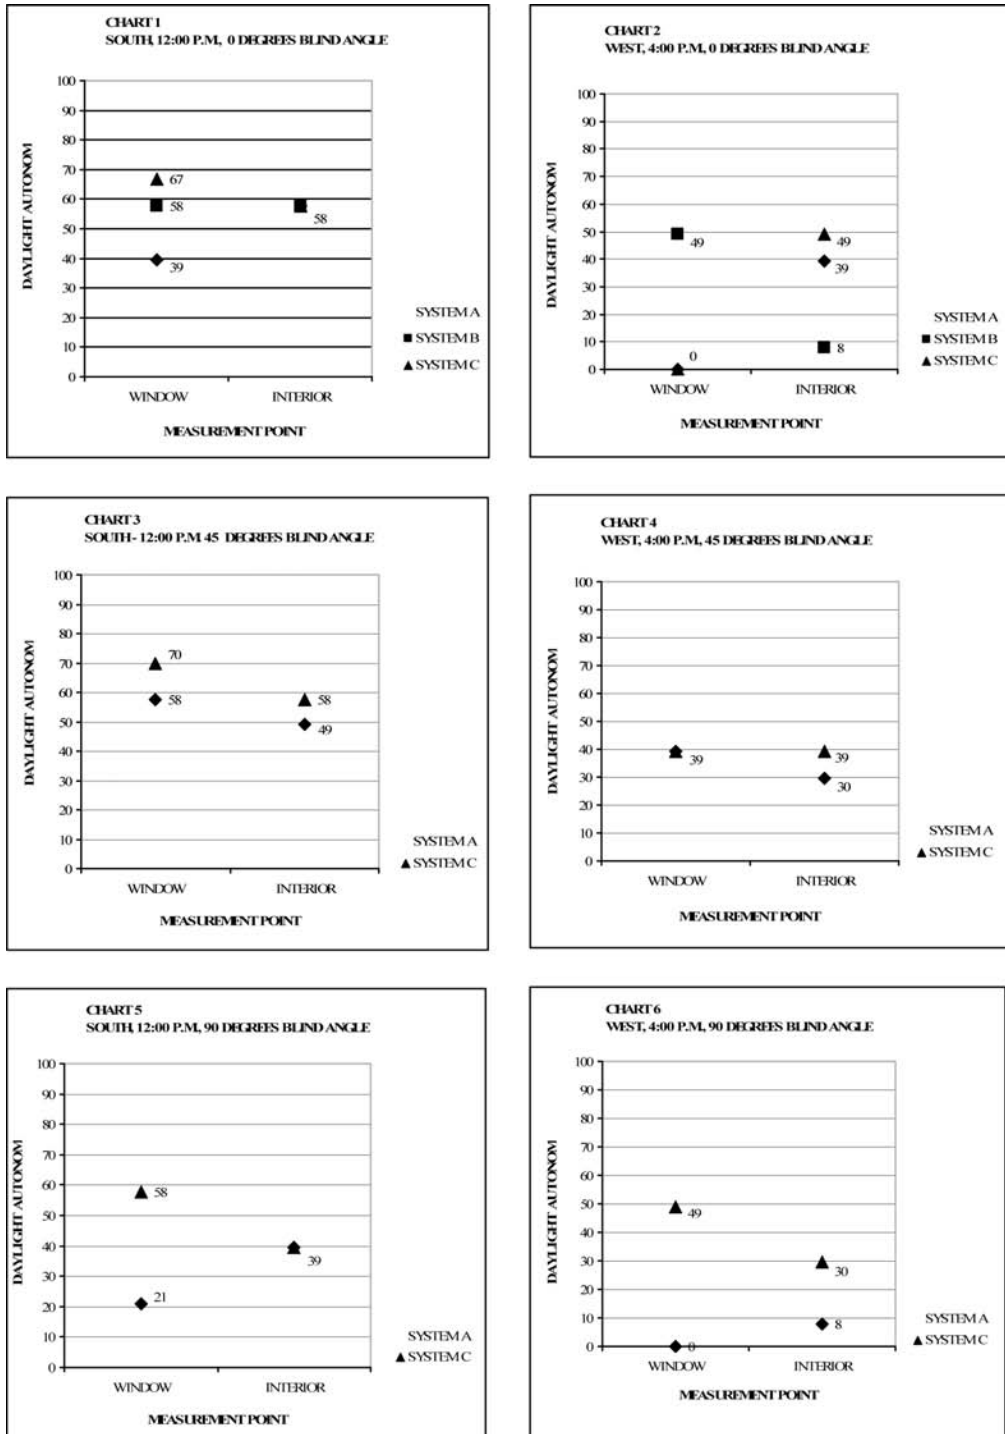 CHART 1
SOUTH, 12:00 P.M., 0 DEGREES BLIND ANGLE
100
90
80
70
60
50
40
30
20
10
0
DAYLIGHT AUTONOM
67
58
39
58
SYSTEM A
SYSTEM B
SYSTEM C
WINDOW INTERIOR
MEASUREMENT POINT
CHART 2
WEST, 4:00 P.M., 0 DEGREES BLIND ANGLE
100
90
80
70
60
50
40
30
20
10
0
DAYLIGHT AUTONOM
49
0
49
39
8
SYSTEM A
SYSTEM B
SYSTEM C
WINDOW INTERIOR
MEASUREMENT POINT
CHART 3
SOUTH - 12:00 P.M. 45 DEGREES BLIND ANGLE
100
90
80
70
60
50
40
30
20
10
0
DAYLIGHT AUTONOM
70
58
58
49
SYSTEM A
SYSTEM C
WINDOW INTERIOR
MEASUREMENT POINT
CHART 4
WEST, 4:00 P.M., 45 DEGREES BLIND ANGLE
100
90
80
70
60
50
40
30
20
10
0
DAYLIGHT AUTONOM
39
39
30
SYSTEM A
SYSTEM C
WINDOW INTERIOR
MEASUREMENT POINT
CHART 5
SOUTH, 12:00 P.M., 90 DEGREES BLIND ANGLE
100
90
80
70
60
50
40
30
20
10
0
DAYLIGHT AUTONOM
58
21
39
SYSTEM A
SYSTEM C
WINDOW INTERIOR
MEASUREMENT POINT
CHART 6
WEST, 4:00 P.M., 90 DEGREES BLIND ANGLE
100
90
80
70
60
50
40
30
20
10
0
DAYLIGHT AUTONOM
49
0
30
8
SYSTEM A
SYSTEM C
WINDOW INTERIOR
MEASUREMENT POINT